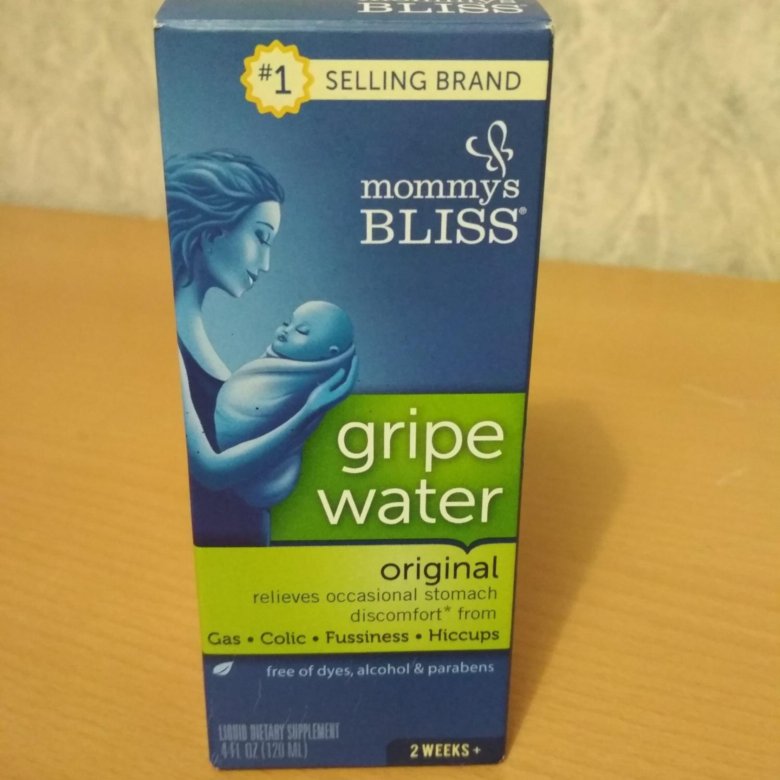 BLISS
#1 SELLING BRAND
mommy's
BLISS®
gripe
water
original
relieves occasional stomach
discomfort* from
Gas • Colic • Fussiness • Hiccups
free of dyes, alcohol & parabens
LIQUID DIETARY SUPPLEMENT
4 FL OZ (120 ML)
2 WEEKS +